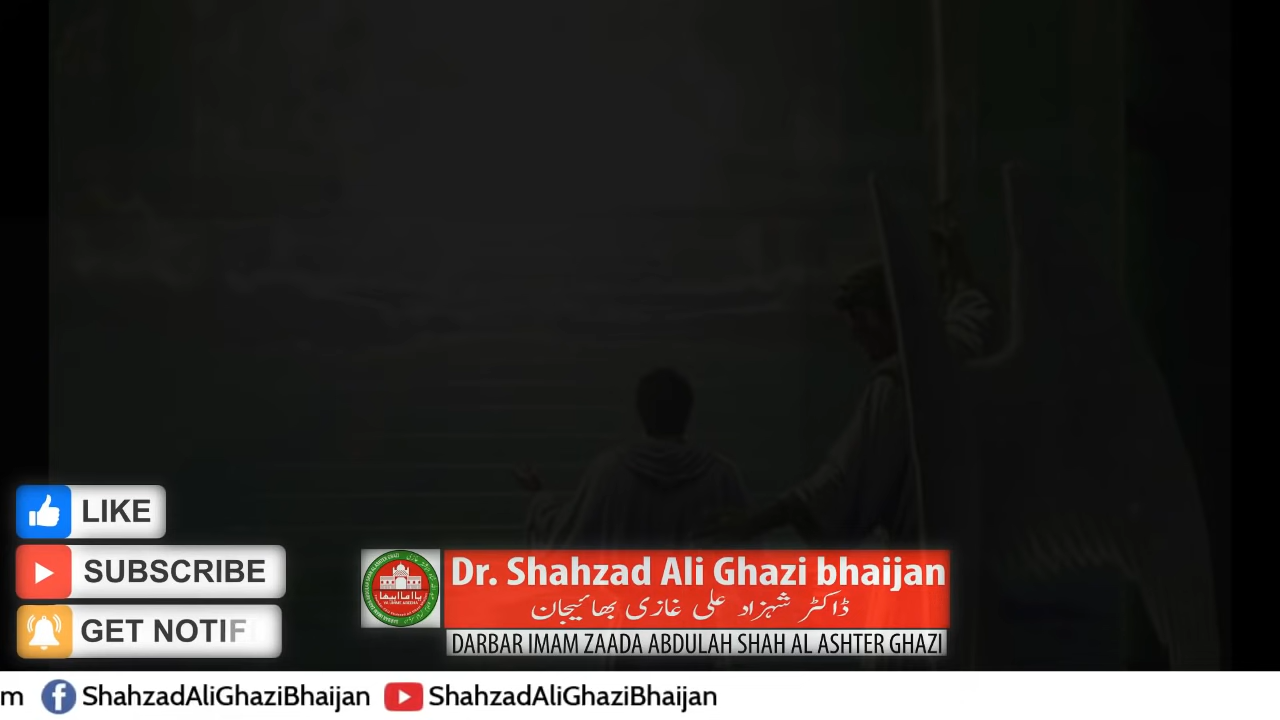 LIKE
SUBSCRIBE
GET NOTIF
Dr. Shahzad Ali Ghazi bhaijan
ڈاکٹر شہزاد علی غازی بھائیجان
DARBAR IMAM ZAADA ABDULAH SHAH AL ASHTER GHAZI
m ShahzadAliGhaziBhaijan ShahzadAliGhaziBhaijan